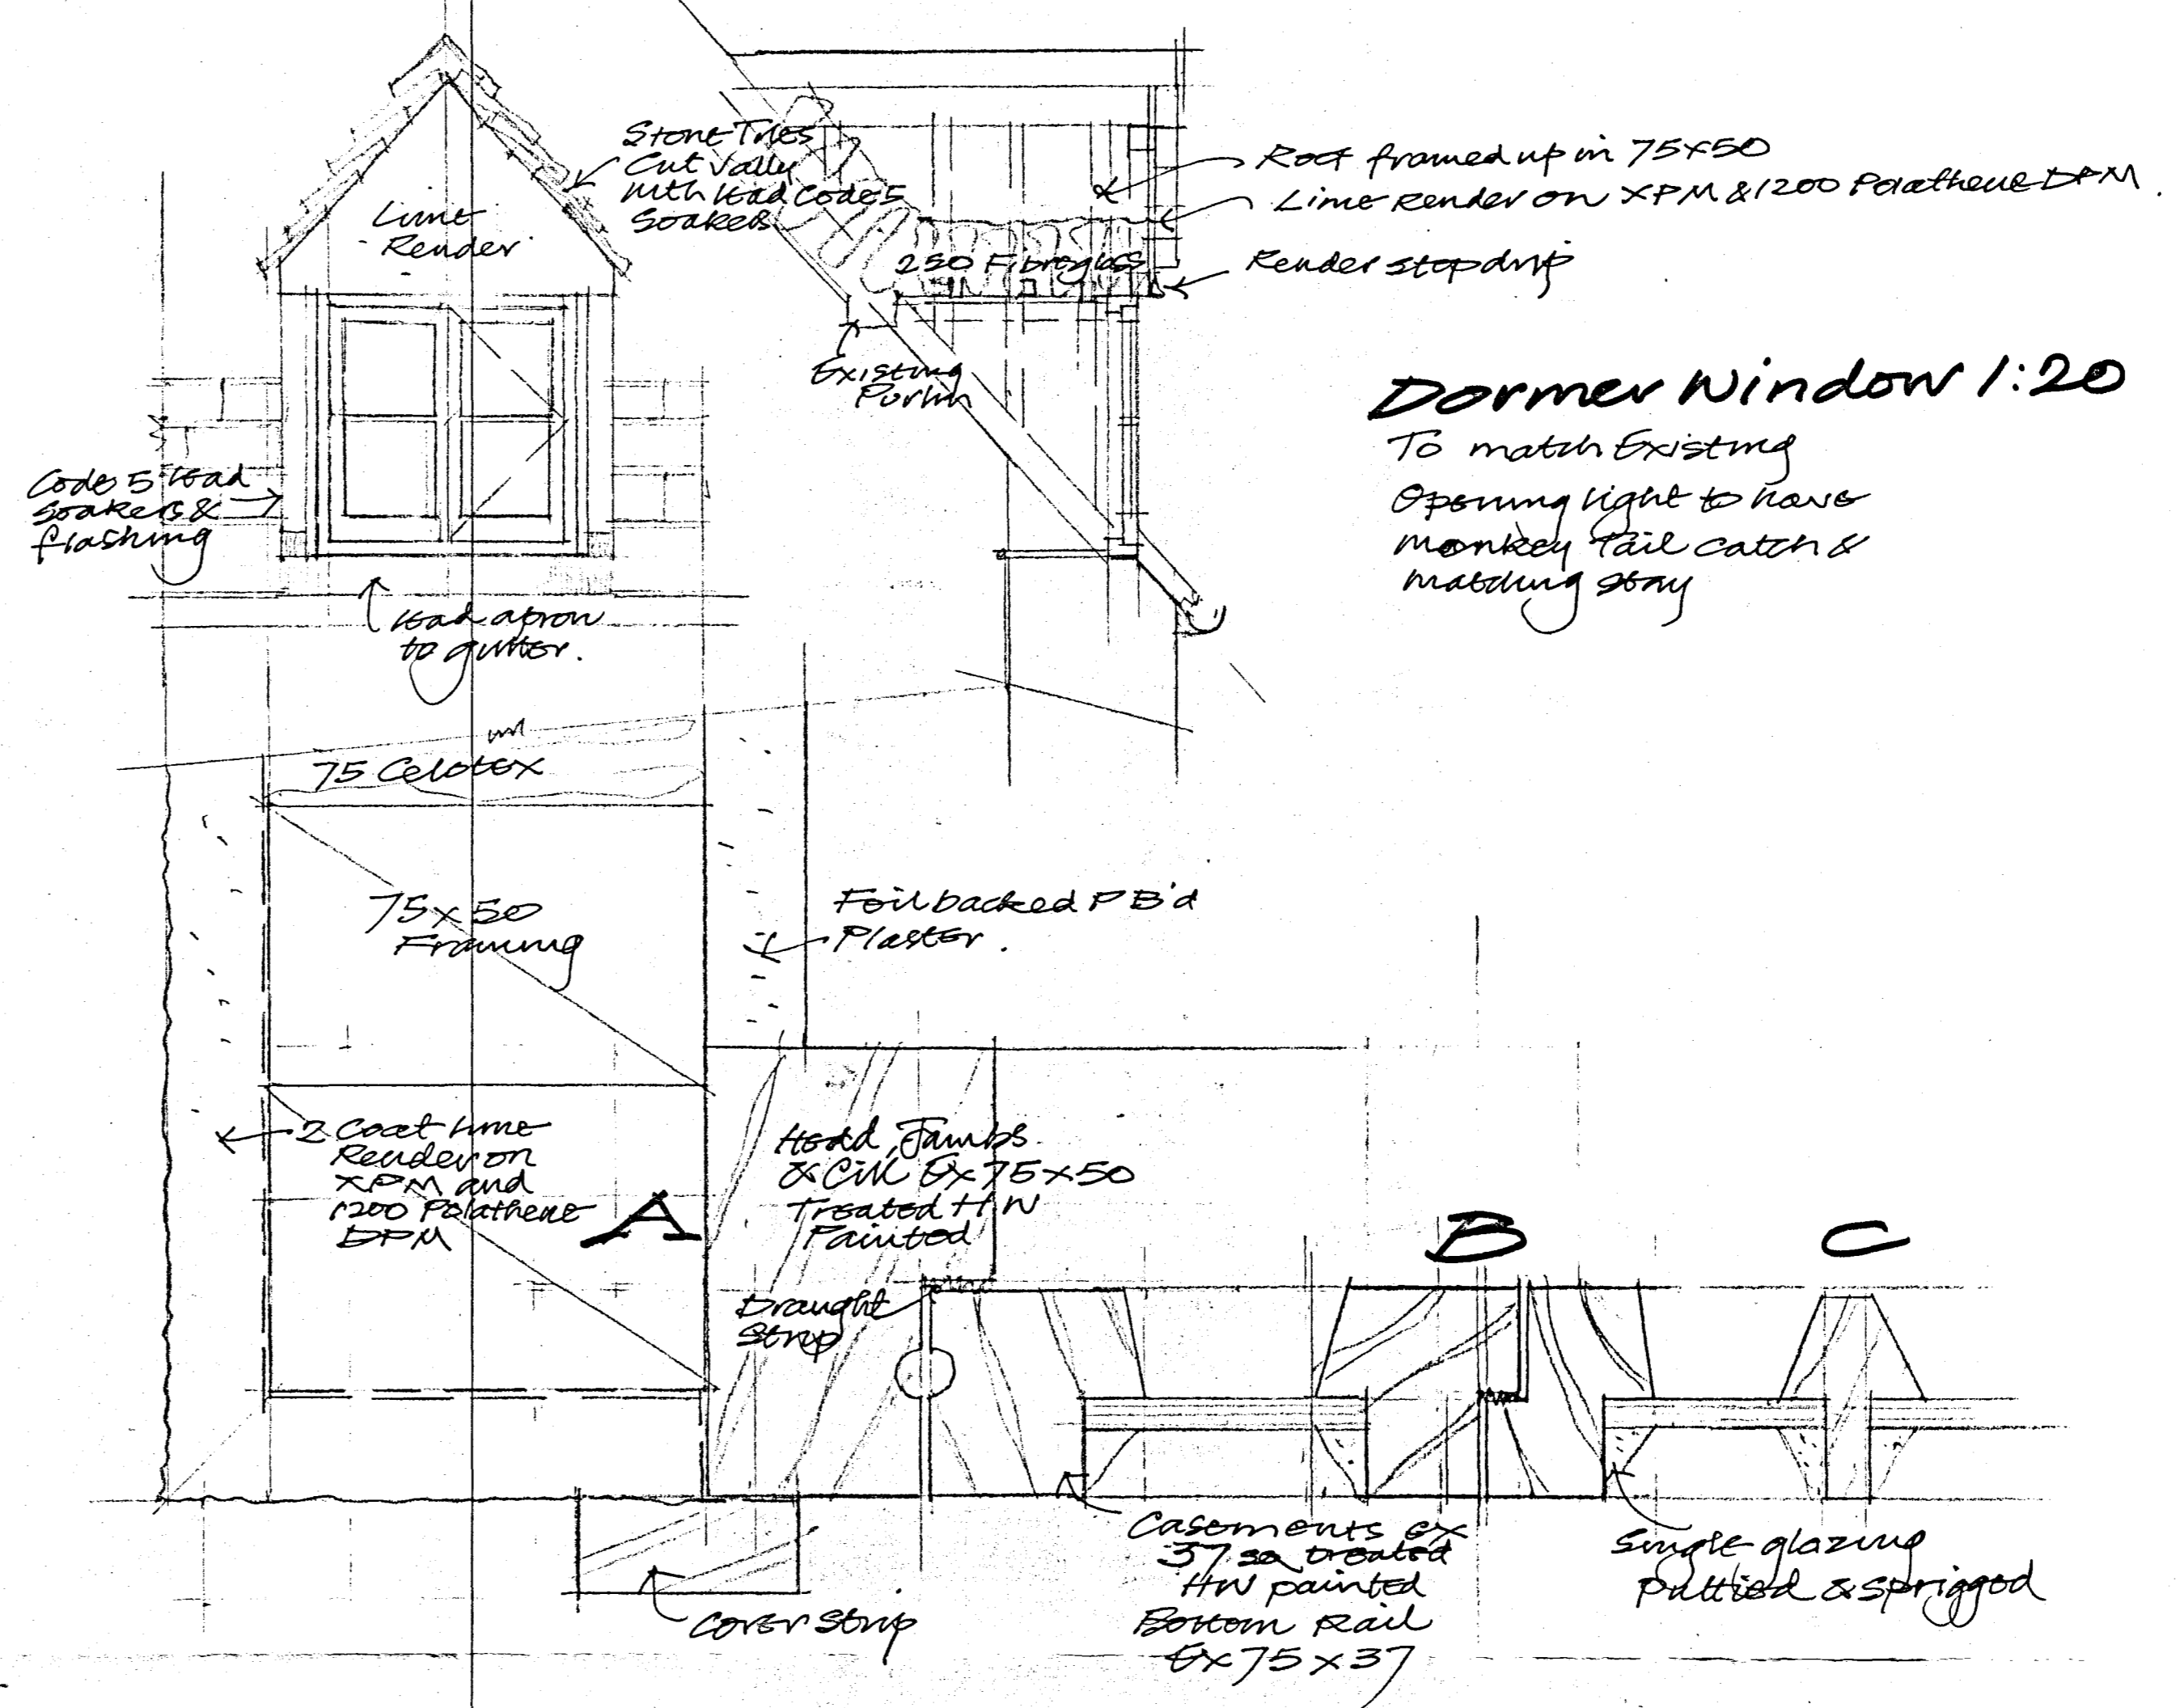 Stone Tiles
Cut Vally
with lead Code 5
Soakers
Lime
Render
250 Fibreglass
Existing
Purlin
Roof framed up in 75x50
Lime Render on XPM & 1200 Polathene DPM.
Render stop drip
Dormer Window 1:20
To match Existing
Opening light to have
monkey Tail catch &
matching stay
Code 5 lead
soakers &
flashing
lead apron
to gutter.
75 Celotex
75x50
Framing
Foil backed PB'd
Plaster.
2 Coat lime
Render on
XPM and
1200 Polathene
DPM
A
Head, Jambs
& Cill Ex 75x50
Treated HW
Painted
Draught
Strip
B
C
Casements ex
37 sq treated
HW painted
Bottom Rail
Ex 75x37
Single glazing
Puttied & sprigged
Cover Strip